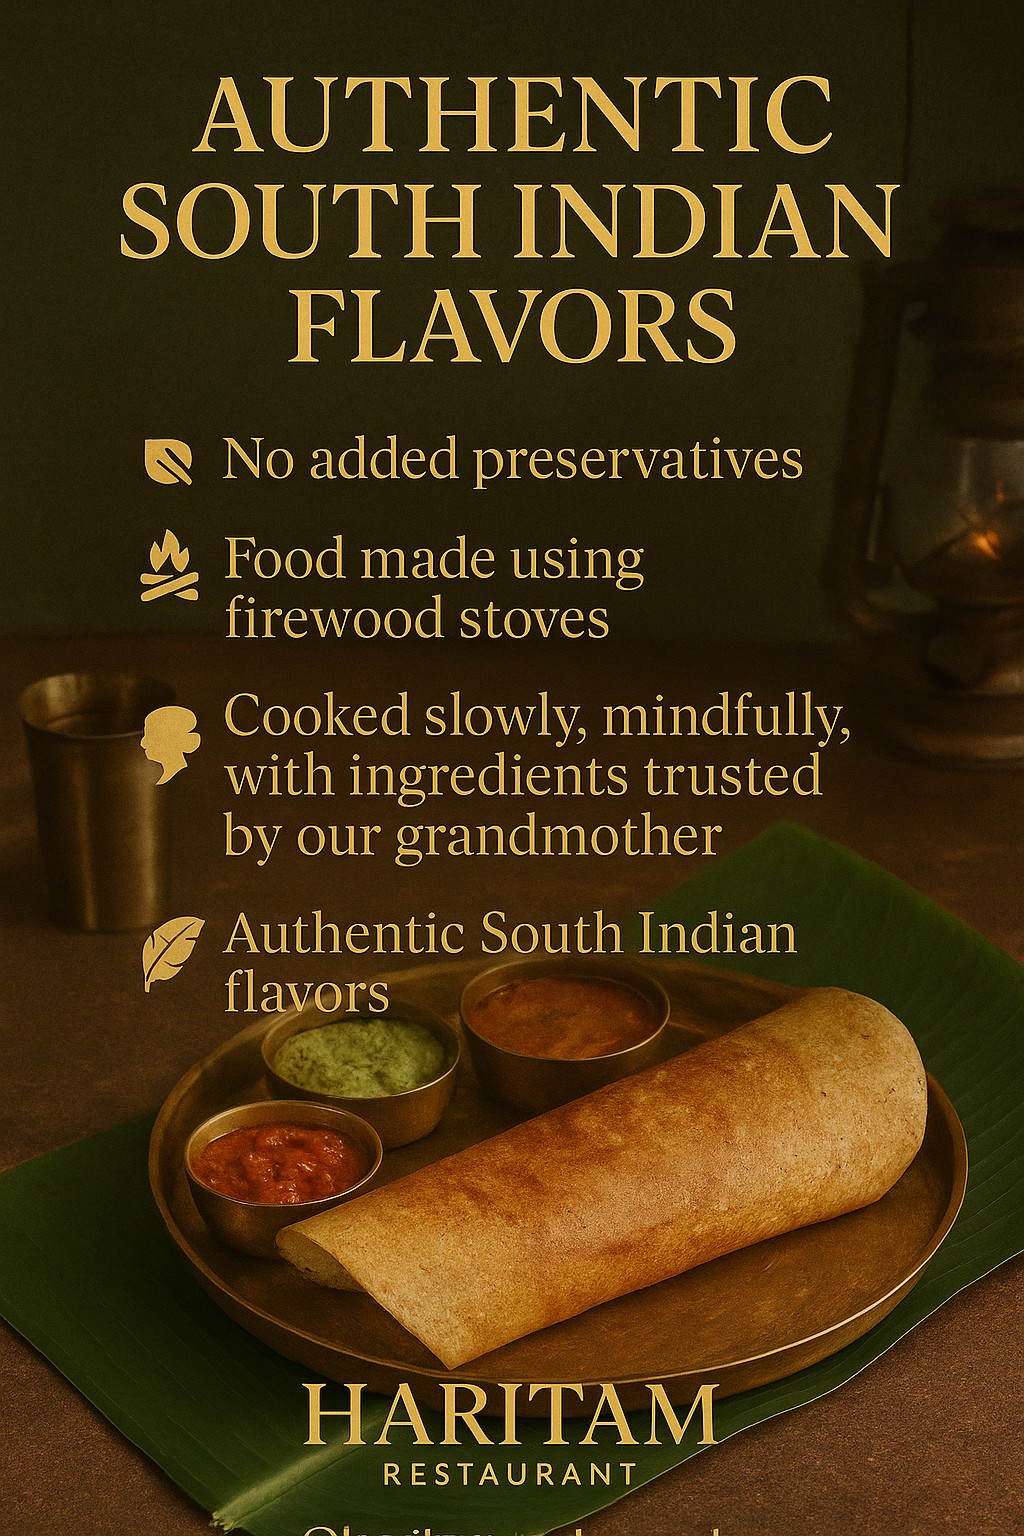 AUTHENTIC
SOUTH INDIAN
FLAVORS
No added preservatives
Food made using
firewood stoves
Cooked slowly, mindfully,
with ingredients trusted
by our grandmother
Authentic South Indian
flavors
HARITAM
RESTAURANT